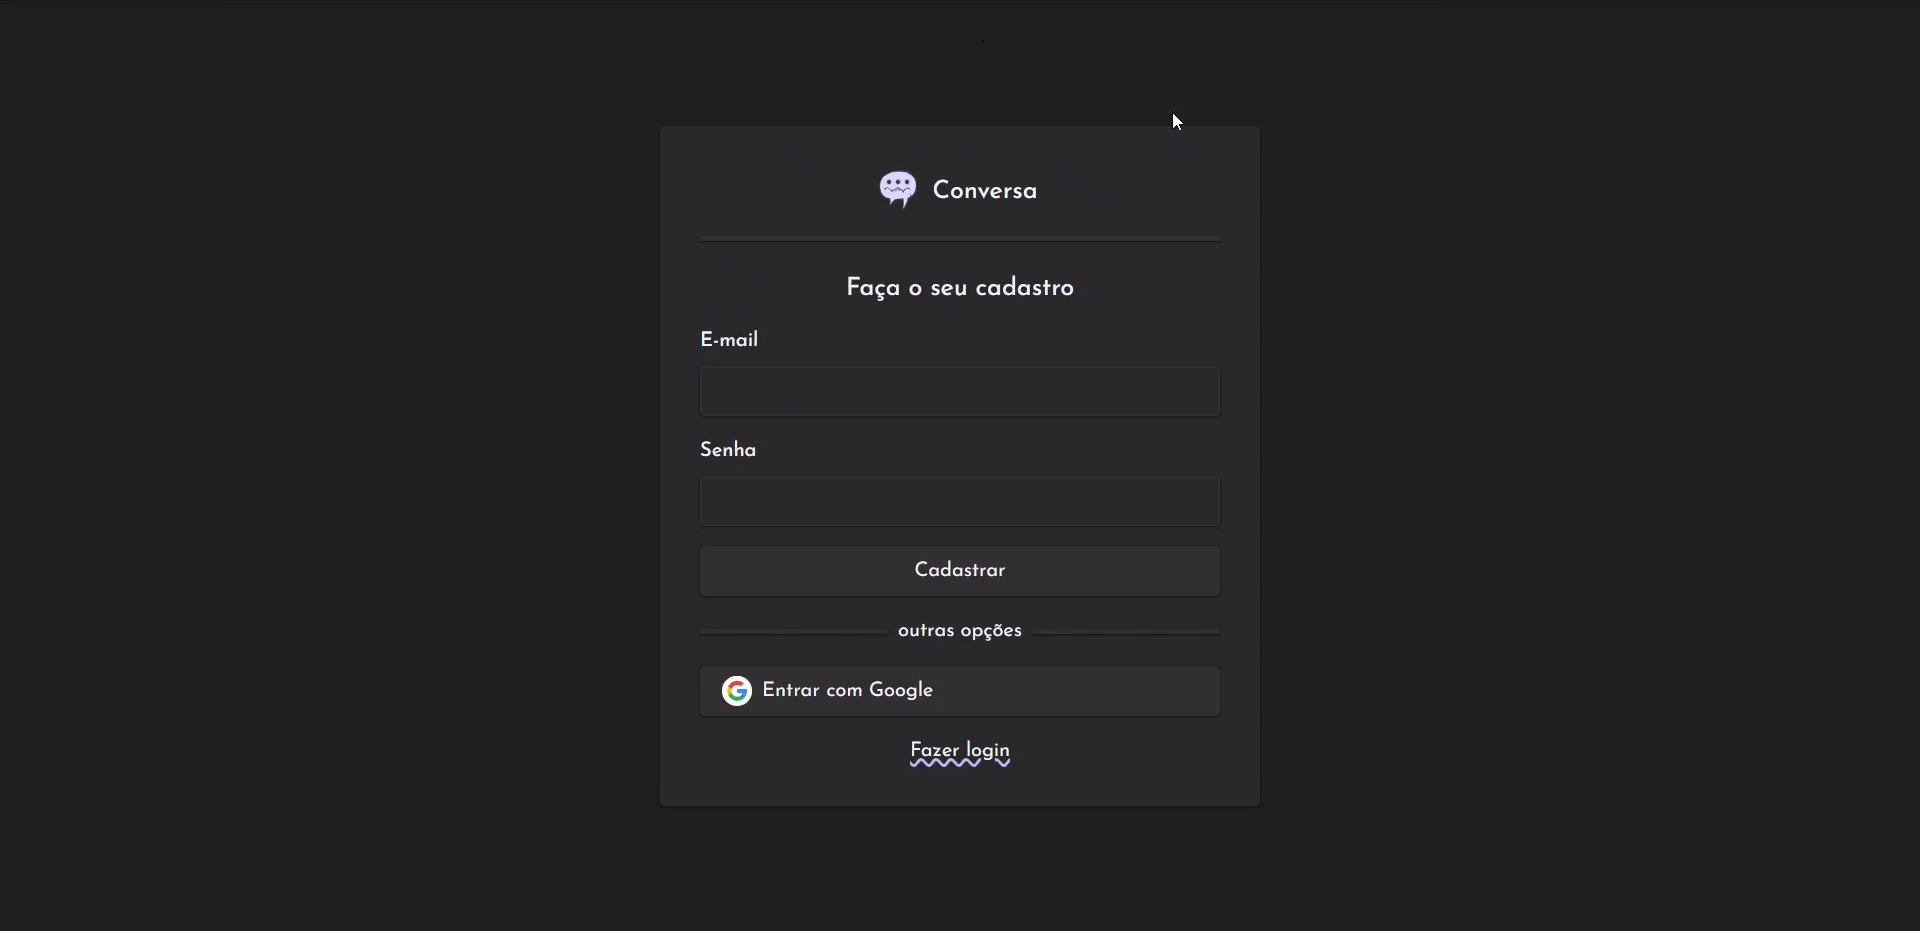 Conversa
Faça o seu cadastro
E-mail
Senha
Cadastrar
outras opções
Entrar com Google
Fazer login